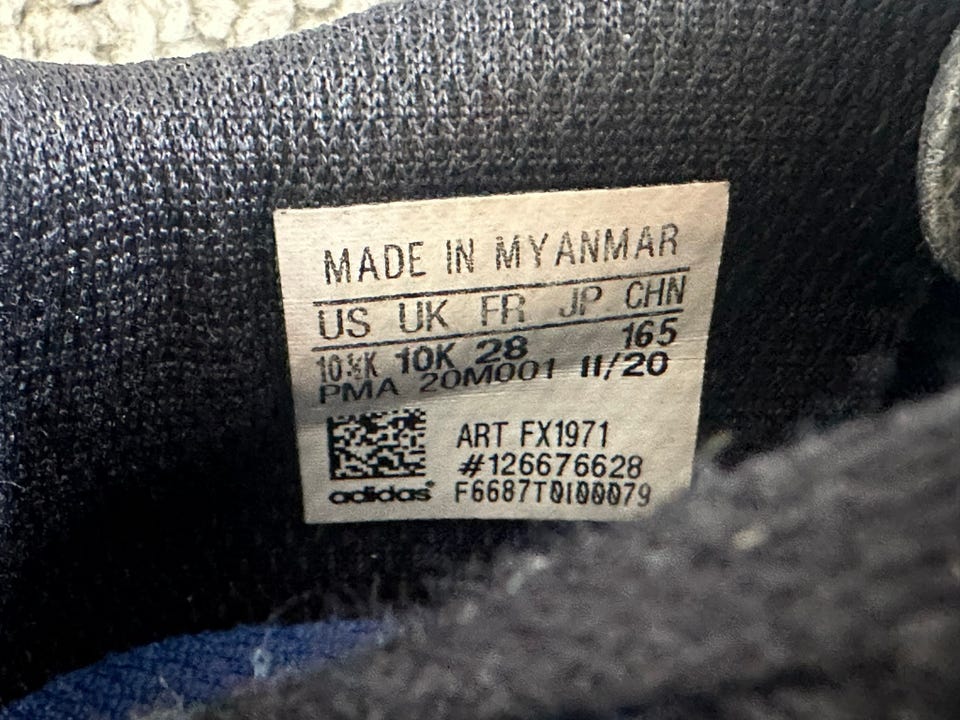 MADE IN MYANMAR
US UK FR JP CHN
10½K 10K 28 165
PMA 20M001 11/20
ART FX1971
#126676628
adidas® F6687T0I00079